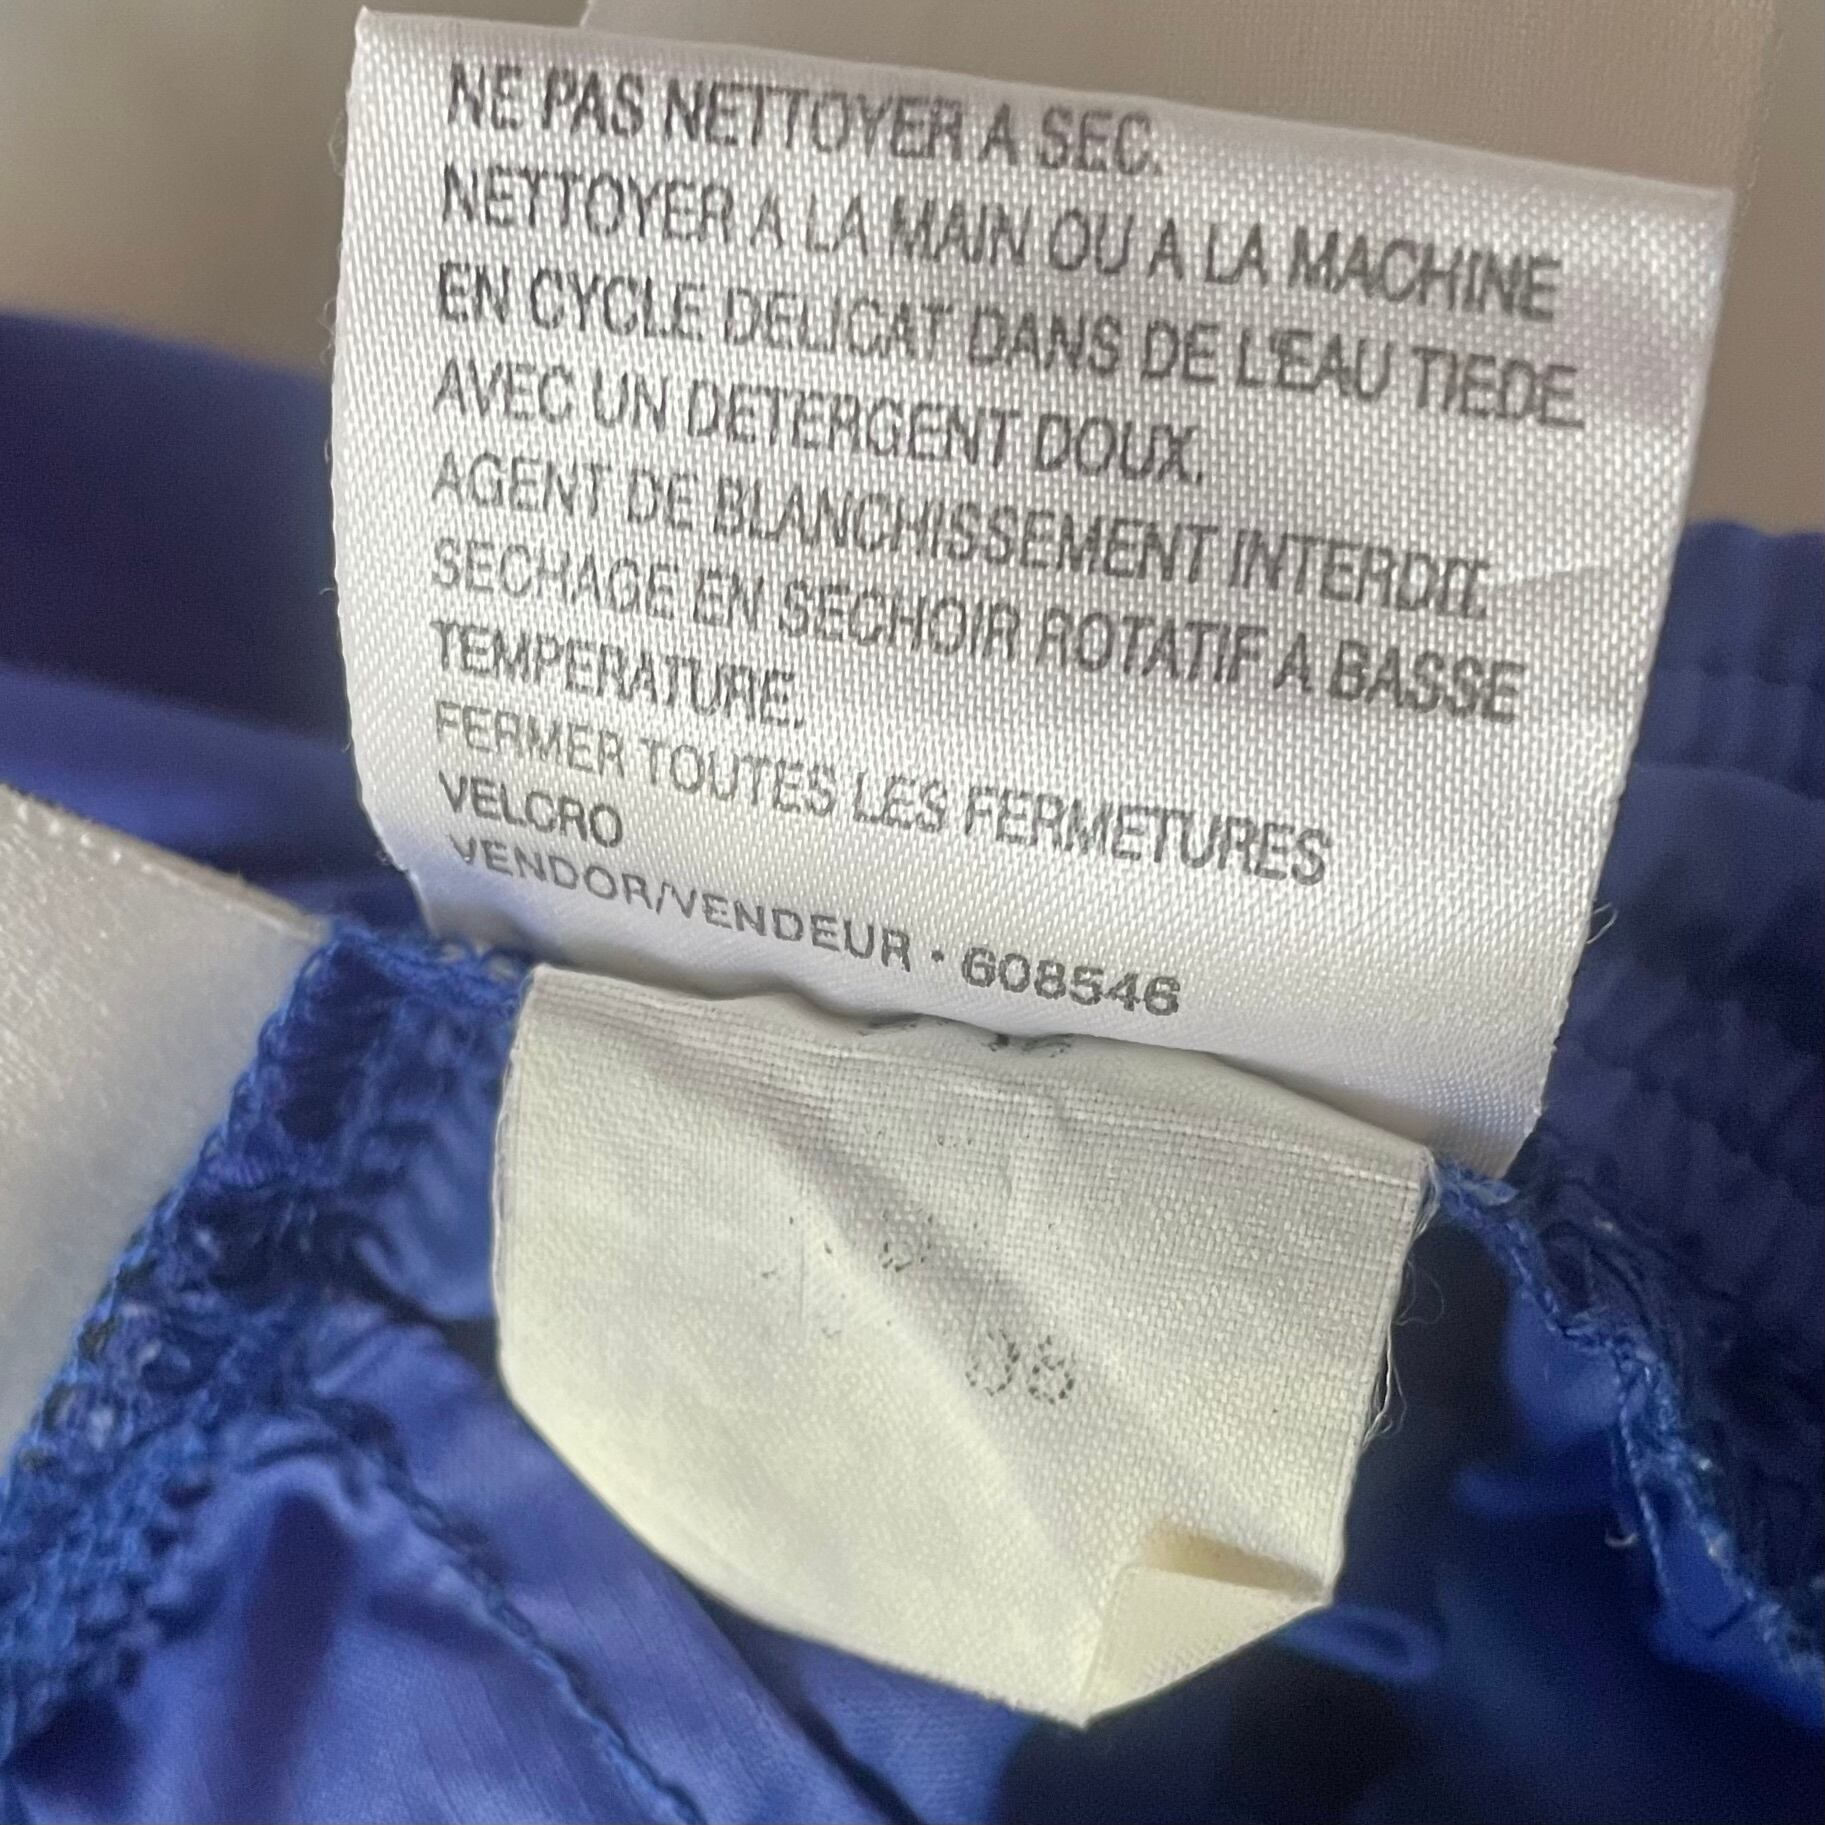 NE PAS NETTOYER A SEC.
NETTOYER A LA MAIN OU A LA MACHINE
EN CYCLE DELICAT DANS DE L'EAU TIEDE
AVEC UN DETERGENT DOUX.
AGENT DE BLANCHISSEMENT INTERDIT.
SECHAGE EN SECHOIR ROTATIF A BASSE
TEMPERATURE.
FERMER TOUTES LES FERMETURES
VELCRO
VENDOR/VENDEUR · 608546
06